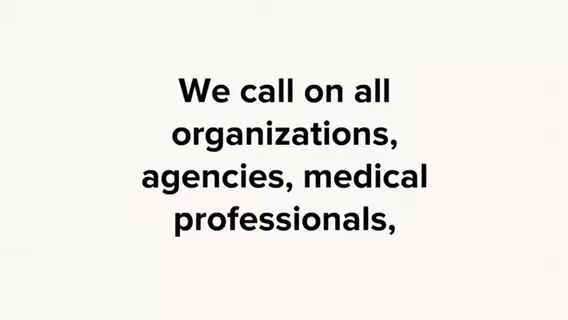 We call on all
organizations,
agencies, medical
professionals,